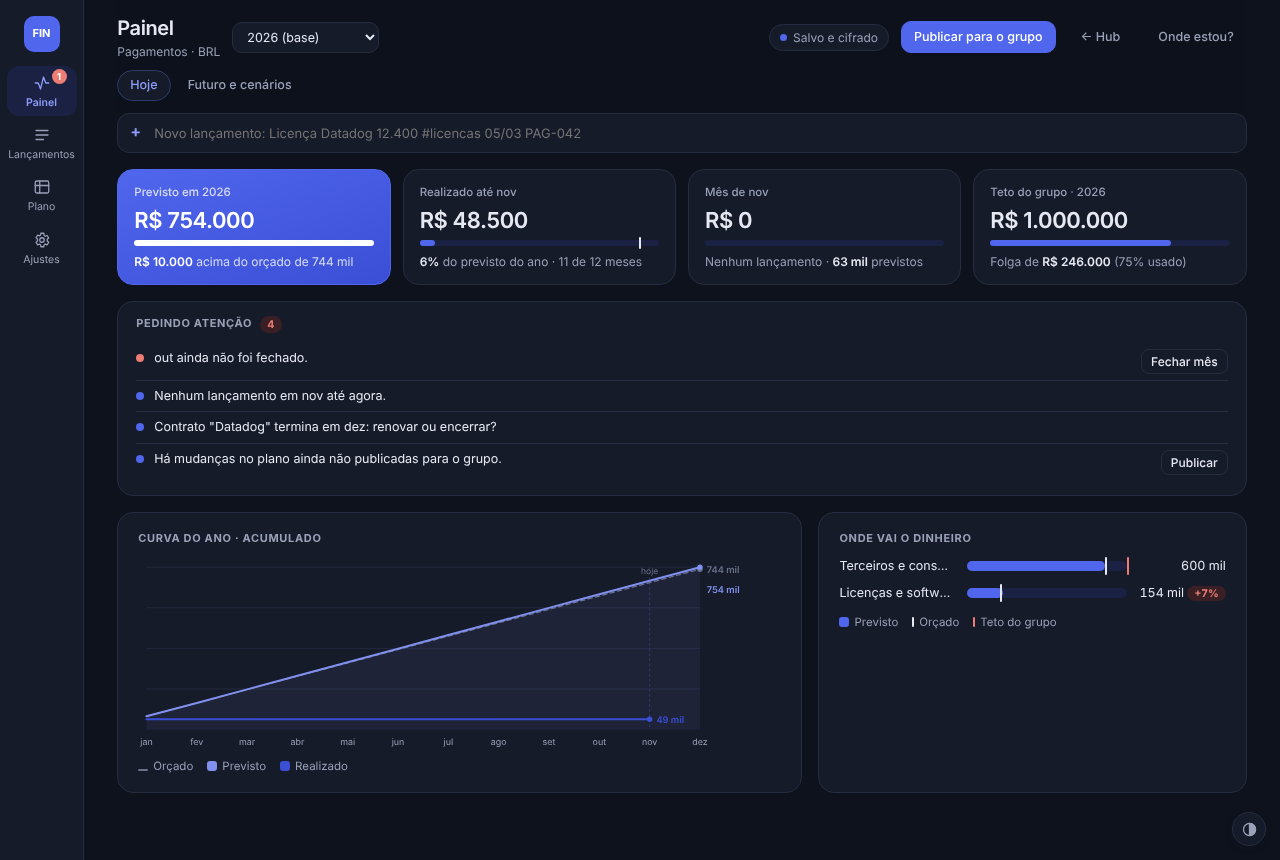 FIN
1
Painel
Lançamentos
Plano
Ajustes
Painel
Pagamentos · BRL
2026 (base)
Salvo e cifrado
Publicar para o grupo
← Hub
Onde estou?
Hoje
Futuro e cenários
+ Novo lançamento: Licença Datadog 12.400 #licencas 05/03 PAG-042
Previsto em 2026
R$ 754.000
R$ 10.000 acima do orçado de 744 mil
Realizado até nov
R$ 48.500
6% do previsto do ano · 11 de 12 meses
Mês de nov
R$ 0
Nenhum lançamento · 63 mil previstos
Teto do grupo · 2026
R$ 1.000.000
Folga de R$ 246.000 (75% usado)
PEDINDO ATENÇÃO 4
out ainda não foi fechado.
Fechar mês
Nenhum lançamento em nov até agora.
Contrato "Datadog" termina em dez: renovar ou encerrar?
Há mudanças no plano ainda não publicadas para o grupo.
Publicar
CURVA DO ANO · ACUMULADO
hoje
744 mil
754 mil
49 mil
jan fev mar abr mai jun jul ago set out nov dez
Orçado Previsto Realizado
ONDE VAI O DINHEIRO
Terceiros e cons... 600 mil
Licenças e softw... 154 mil +7%
Previsto Orçado Teto do grupo